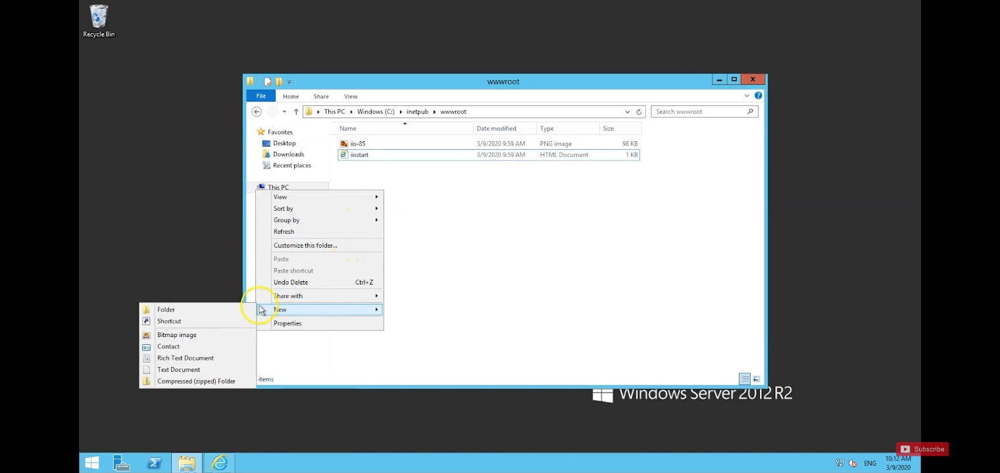 Recycle Bin
wwwroot
File Home Share View
This PC Windows (C:) inetpub wwwroot Search wwwroot
Name Date modified Type Size
iis-85 3/9/2020 9:59 AM PNG image 98 KB
iisstart 3/9/2020 9:59 AM HTML Document 1 KB
Favorites
Desktop
Downloads
Recent places
This PC
View
Sort by
Group by
Refresh
Customize this folder...
Paste
Paste shortcut
Undo Delete Ctrl+Z
Share with
New
Properties
Folder
Shortcut
Bitmap image
Contact
Rich Text Document
Text Document
Compressed (zipped) Folder
items
Windows Server 2012 R2
Subscribe
ENG
10:12 AM
3/9/2020